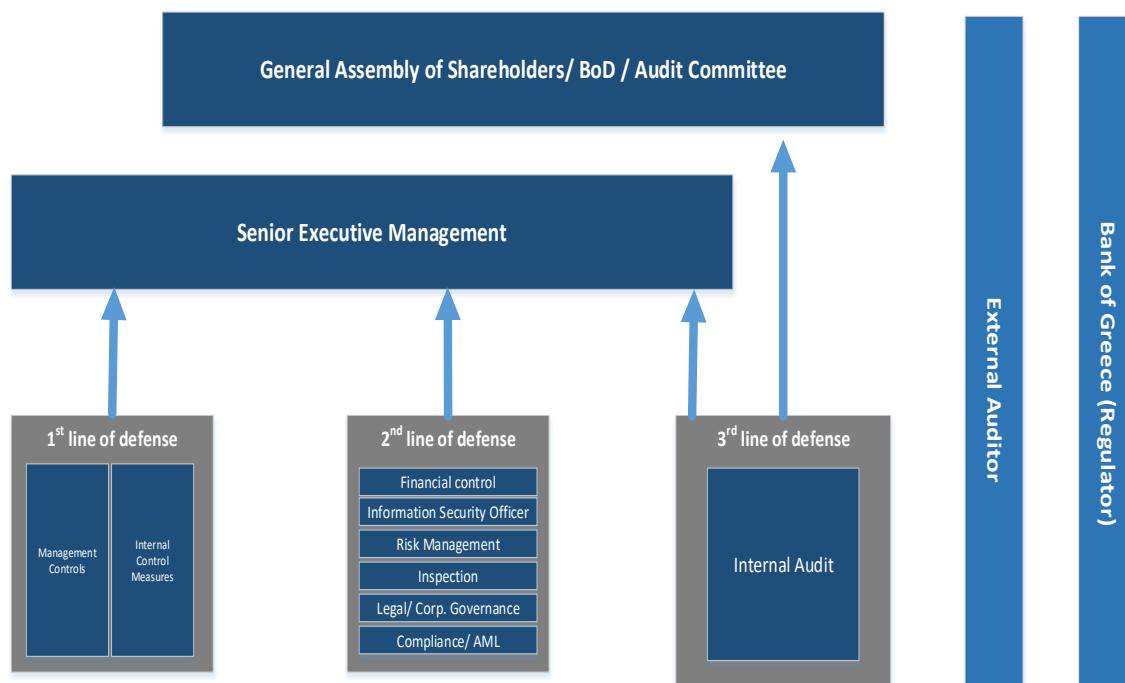 General Assembly of Shareholders/ BoD / Audit Committee
Senior Executive Management
1st line of defense
Management
Controls
Internal
Control
Measures
2nd line of defense
Financial control
Information Security Officer
Risk Management
Inspection
Legal/ Corp. Governance
Compliance/ AML
3rd line of defense
Internal Audit
External Auditor
Bank of Greece (Regulator)